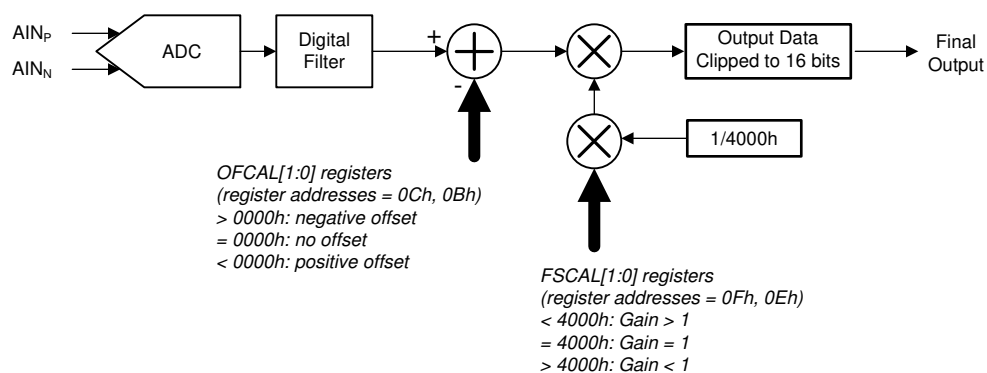 AINP
AINN
ADC
Digital
Filter
+
-
Output Data
Clipped to 16 bits
Final
Output
1/4000h
OFCAL[1:0] registers
(register addresses = 0Ch, 0Bh)
> 0000h: negative offset
= 0000h: no offset
< 0000h: positive offset
FSCAL[1:0] registers
(register addresses = 0Fh, 0Eh)
< 4000h: Gain > 1
= 4000h: Gain = 1
> 4000h: Gain < 1